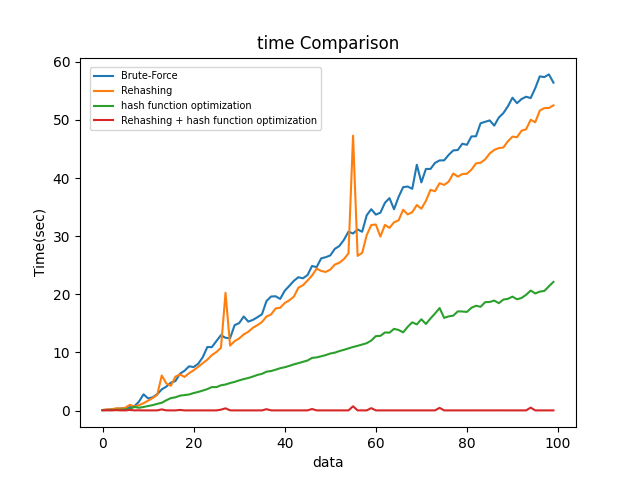 time Comparison
Brute-Force
Rehashing
hash function optimization
Rehashing + hash function optimization
Time(sec)
60
50
40
30
20
10
0
0 20 40 60 80 100
data